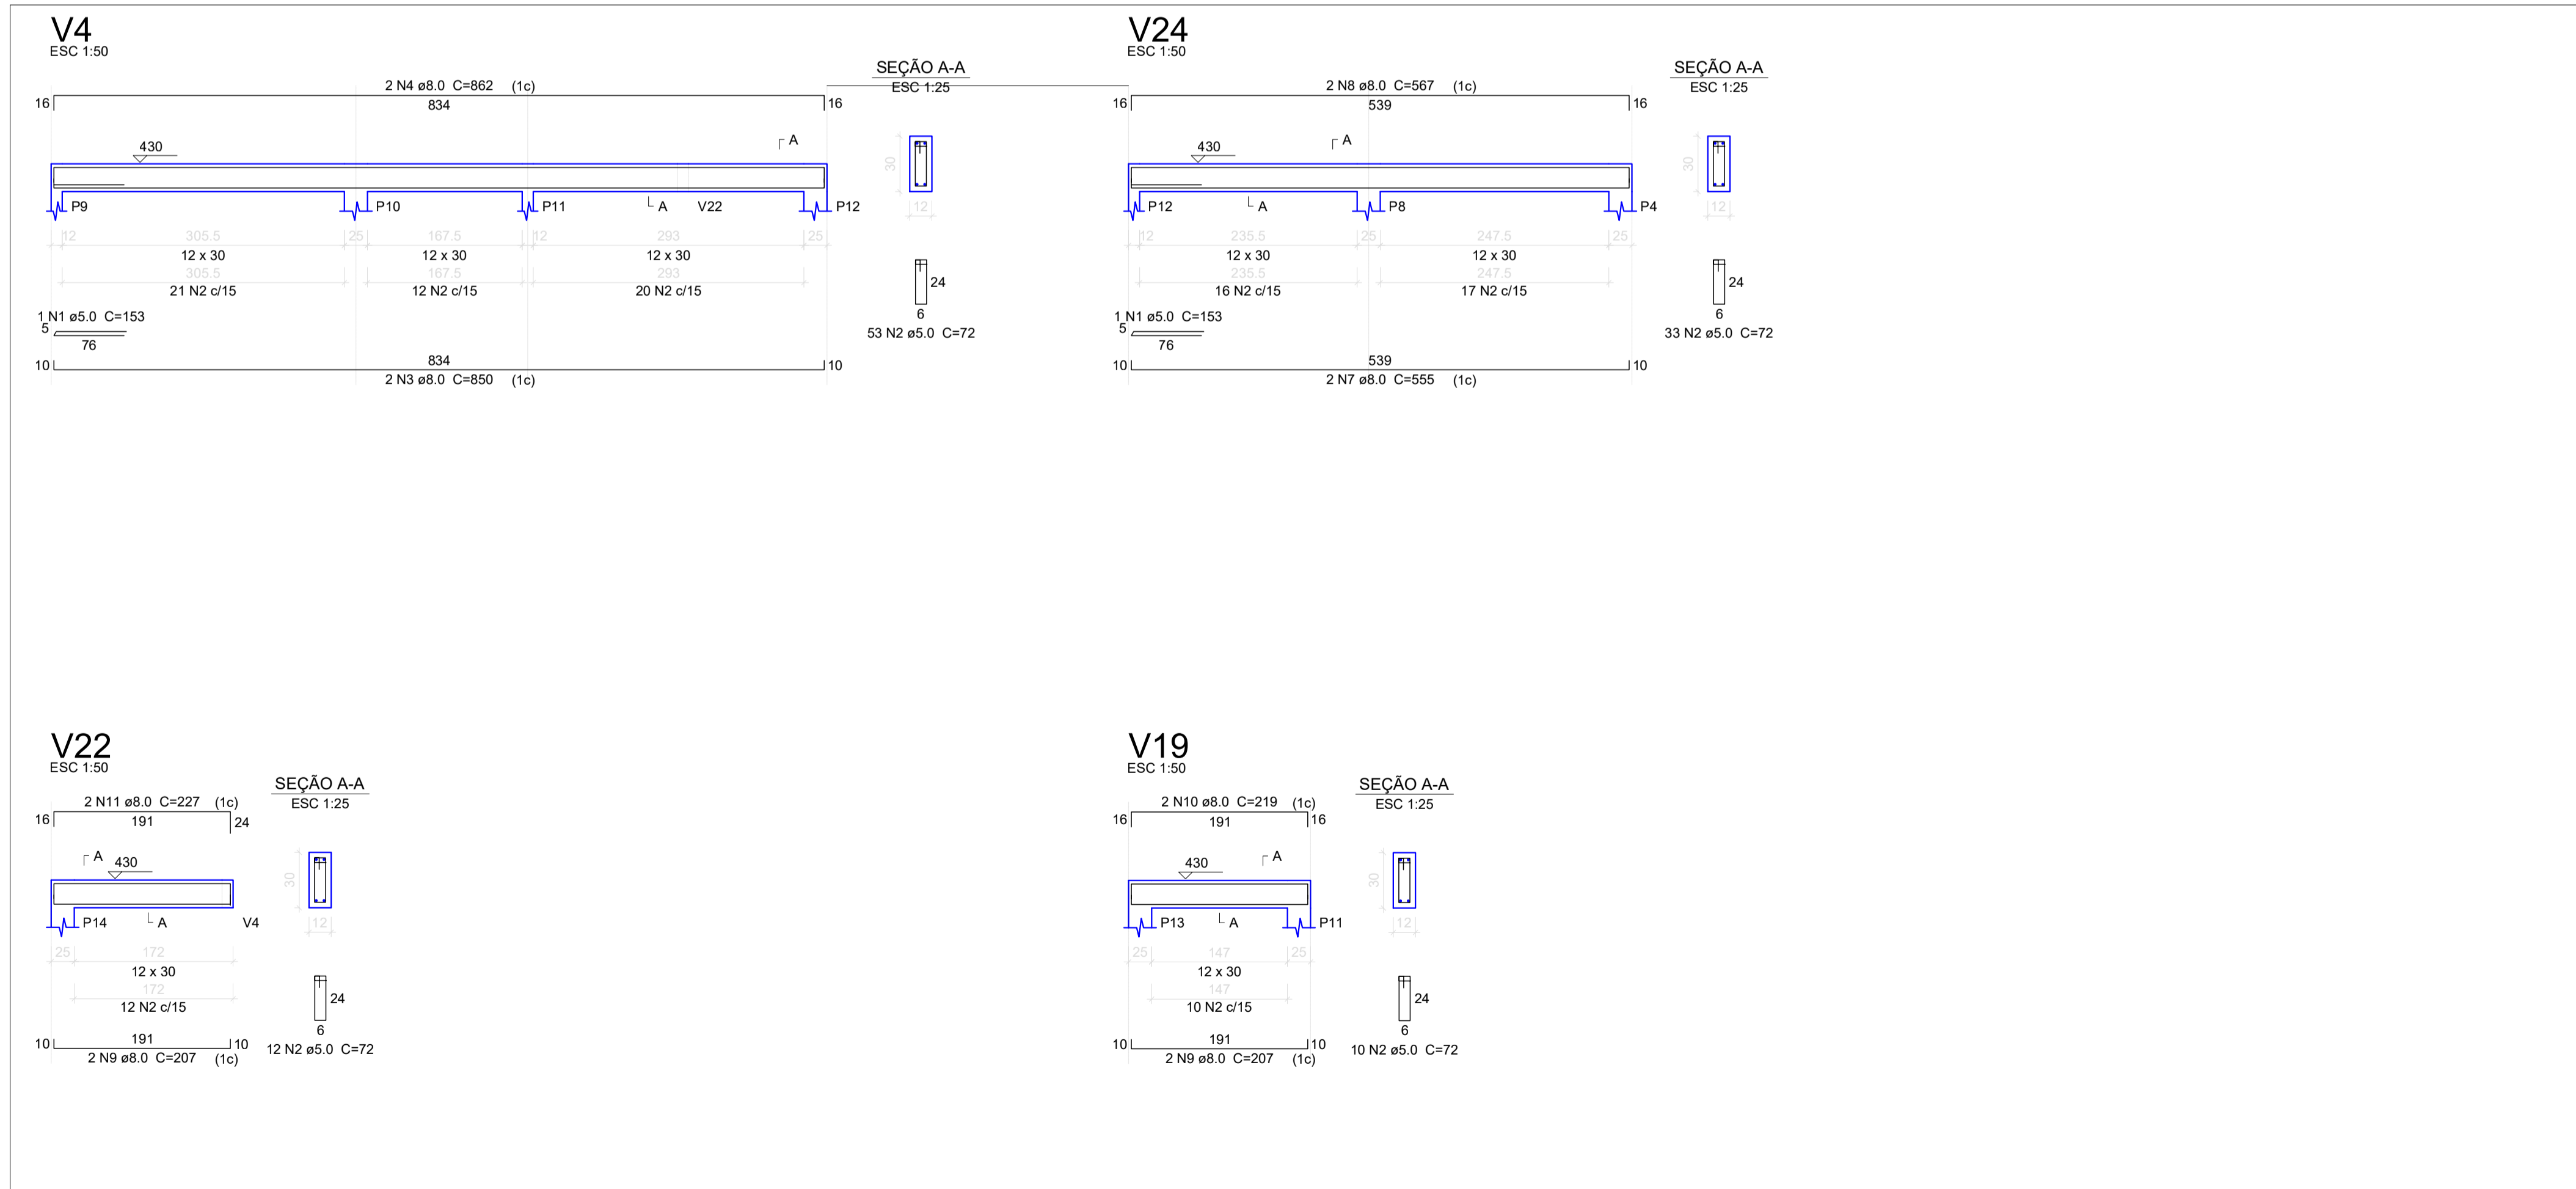 V4
ESC 1:50
SEÇÃO A-A
ESC 1:25
2 N4 ø8.0 C=862 (1c)
16 834 16
A
430
30
P9 P10 P11 A V22 P12
12
12 305.5 25 167.5 12 293 25
12 x 30 12 x 30 12 x 30
305.5 167.5 293
21 N2 c/15 12 N2 c/15 20 N2 c/15
24
6
53 N2 ø5.0 C=72
1 N1 ø5.0 C=153
5
76
10 834 10
2 N3 ø8.0 C=850 (1c)
V24
ESC 1:50
SEÇÃO A-A
ESC 1:25
2 N8 ø8.0 C=567 (1c)
16 539 16
A
430
30
P12 A P8 P4
12
12 235.5 25 247.5 25
12 x 30 12 x 30
235.5 247.5
16 N2 c/15 17 N2 c/15
24
6
33 N2 ø5.0 C=72
1 N1 ø5.0 C=153
5
76
10 539 10
2 N7 ø8.0 C=555 (1c)
V22
ESC 1:50
SEÇÃO A-A
ESC 1:25
2 N11 ø8.0 C=227 (1c)
16 191 24
A
430
30
P14 A V4
12
25 172
12 x 30
172
12 N2 c/15
24
6
12 N2 ø5.0 C=72
10 191 10
2 N9 ø8.0 C=207 (1c)
V19
ESC 1:50
SEÇÃO A-A
ESC 1:25
2 N10 ø8.0 C=219 (1c)
16 191 16
A
430
30
P13 A P11
12
25 147 25
12 x 30
147
10 N2 c/15
24
6
10 N2 ø5.0 C=72
10 191 10
2 N9 ø8.0 C=207 (1c)